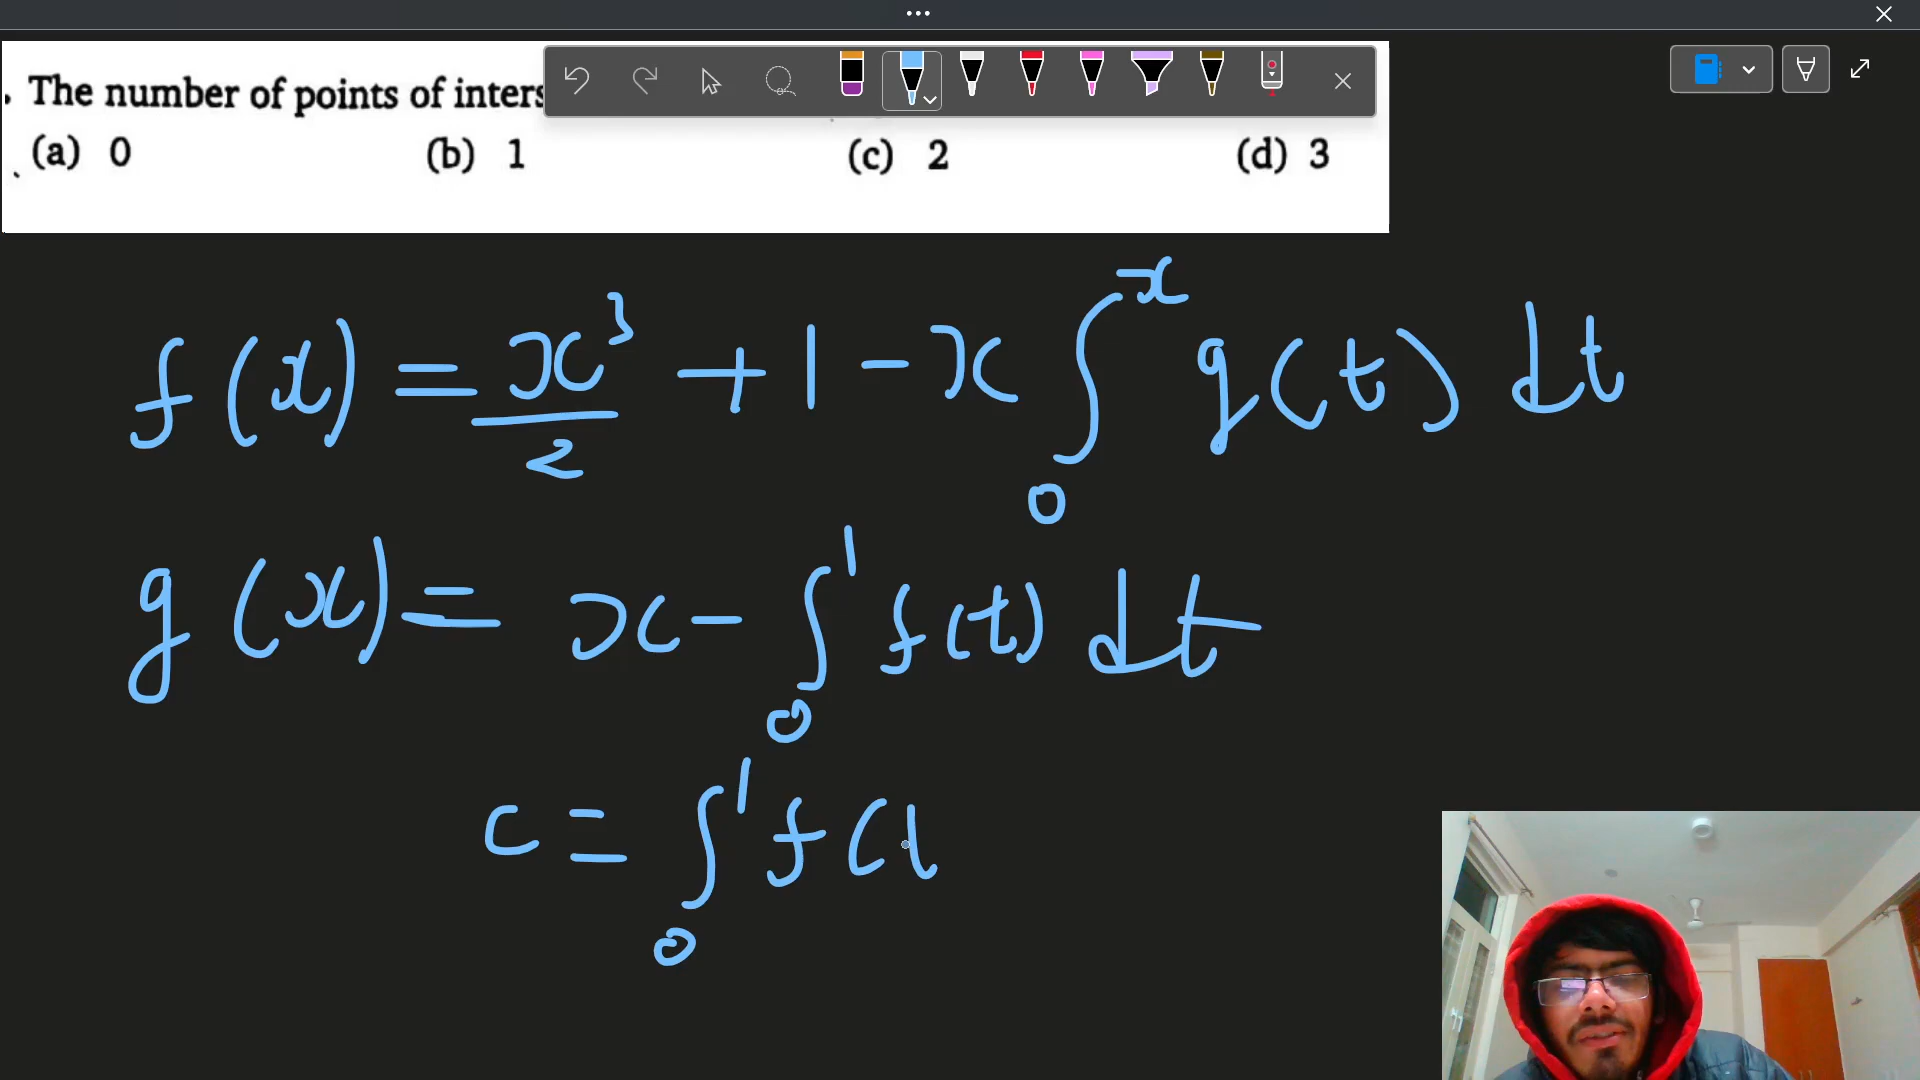 The number of points of inters
(a) 0 (b) 1 (c) 2 (d) 3
f(x) = x³/2 + 1 - x ∫₀ˣ g(t) dt
g(x) = x - ∫₀¹ f(t) dt
c = ∫₀¹ f(t